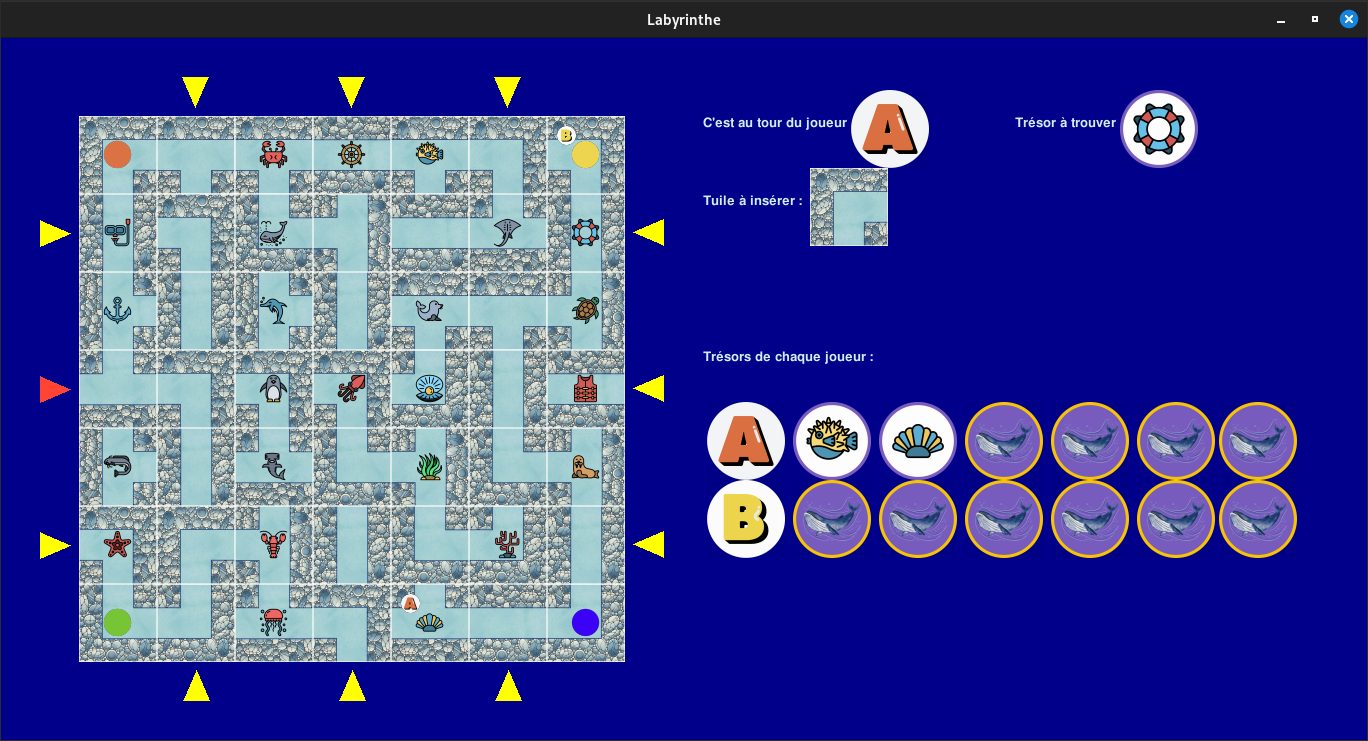 Labyrinthe
B
C'est au tour du joueur A
Trésor à trouver
Tuile à insérer :
Trésors de chaque joueur :
A
B
A